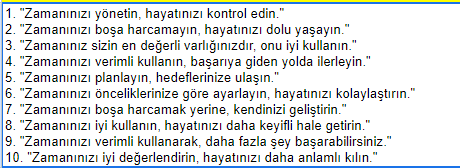 1. "Zamanınızı yönetin, hayatınızı kontrol edin."
2. "Zamanınızı boşa harcamayın, hayatınızı dolu yaşayın."
3. "Zamanınız sizin en değerli varlığınızdır, onu iyi kullanın."
4. "Zamanınızı verimli kullanın, başarıya giden yolda ilerleyin."
5. "Zamanınızı planlayın, hedeflerinize ulaşın."
6. "Zamanınızı önceliklerinize göre ayarlayın, hayatınızı kolaylaştırın."
7. "Zamanınızı boşa harcamak yerine, kendinizi geliştirin."
8. "Zamanınızı iyi kullanın, hayatınızı daha keyifli hale getirin."
9. "Zamanınızı verimli kullanarak, daha fazla şey başarabilirsiniz."
10. "Zamanınızı iyi değerlendirin, hayatınızı daha anlamlı kılın."